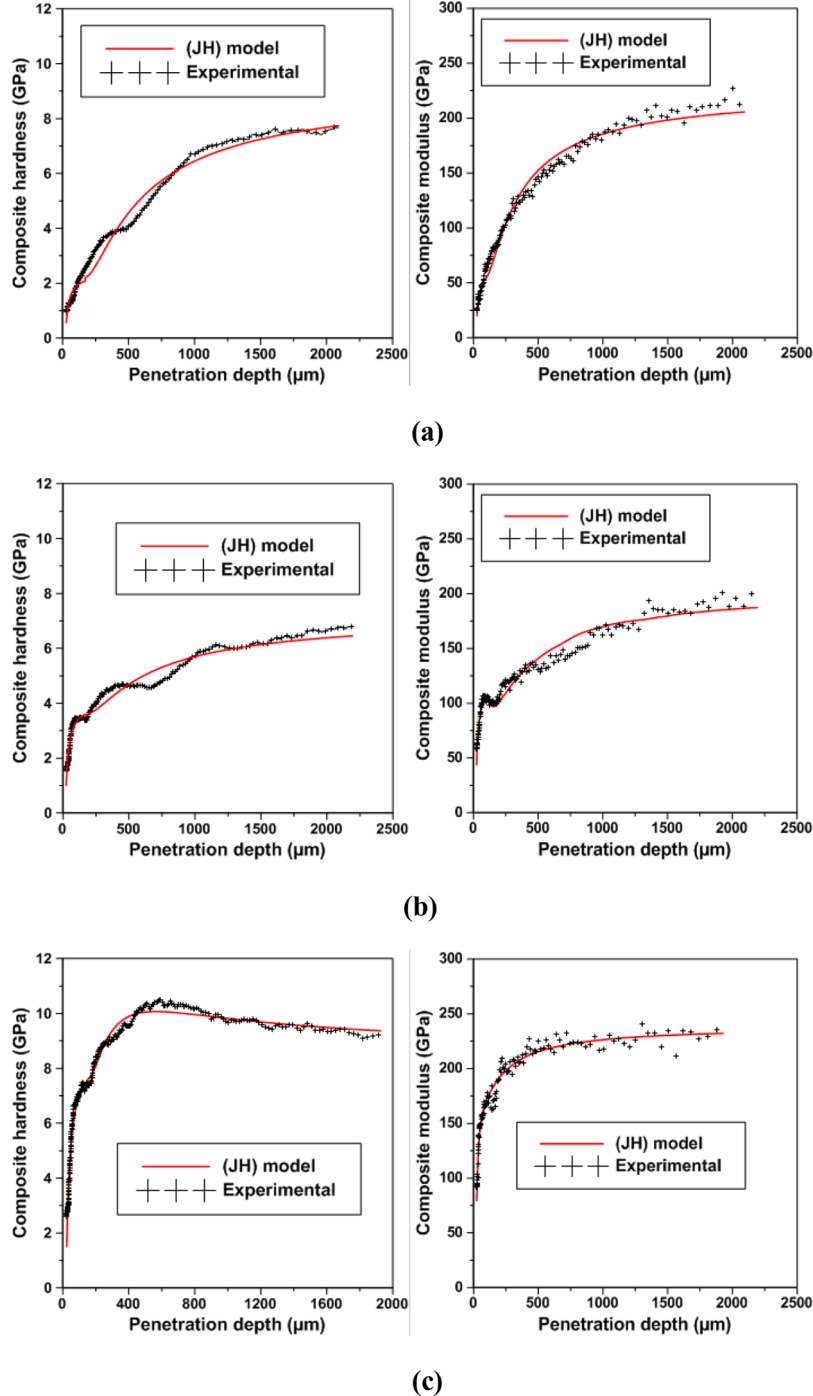 12
10
8
6
4
2
0
(JH) model
Experimental
Composite hardness (GPa)
0 500 1000 1500 2000 2500
Penetration depth (µm)
300
250
200
150
100
50
0
(JH) model
Experimental
Composite modulus (GPa)
0 500 1000 1500 2000 2500
Penetration depth (µm)
(a)
12
10
8
6
4
2
0
(JH) model
Experimental
Composite hardness (GPa)
0 500 1000 1500 2000 2500
Penetration depth (µm)
300
250
200
150
100
50
0
(JH) model
Experimental
Composite modulus (GPa)
0 500 1000 1500 2000 2500
Penetration depth (µm)
(b)
12
10
8
6
4
2
0
(JH) model
Experimental
Composite hardness (GPa)
0 400 800 1200 1600 2000
Penetration depth (µm)
300
250
200
150
100
50
0
(JH) model
Experimental
Composite modulus (GPa)
0 500 1000 1500 2000 2500
Penetration depth (µm)
(c)